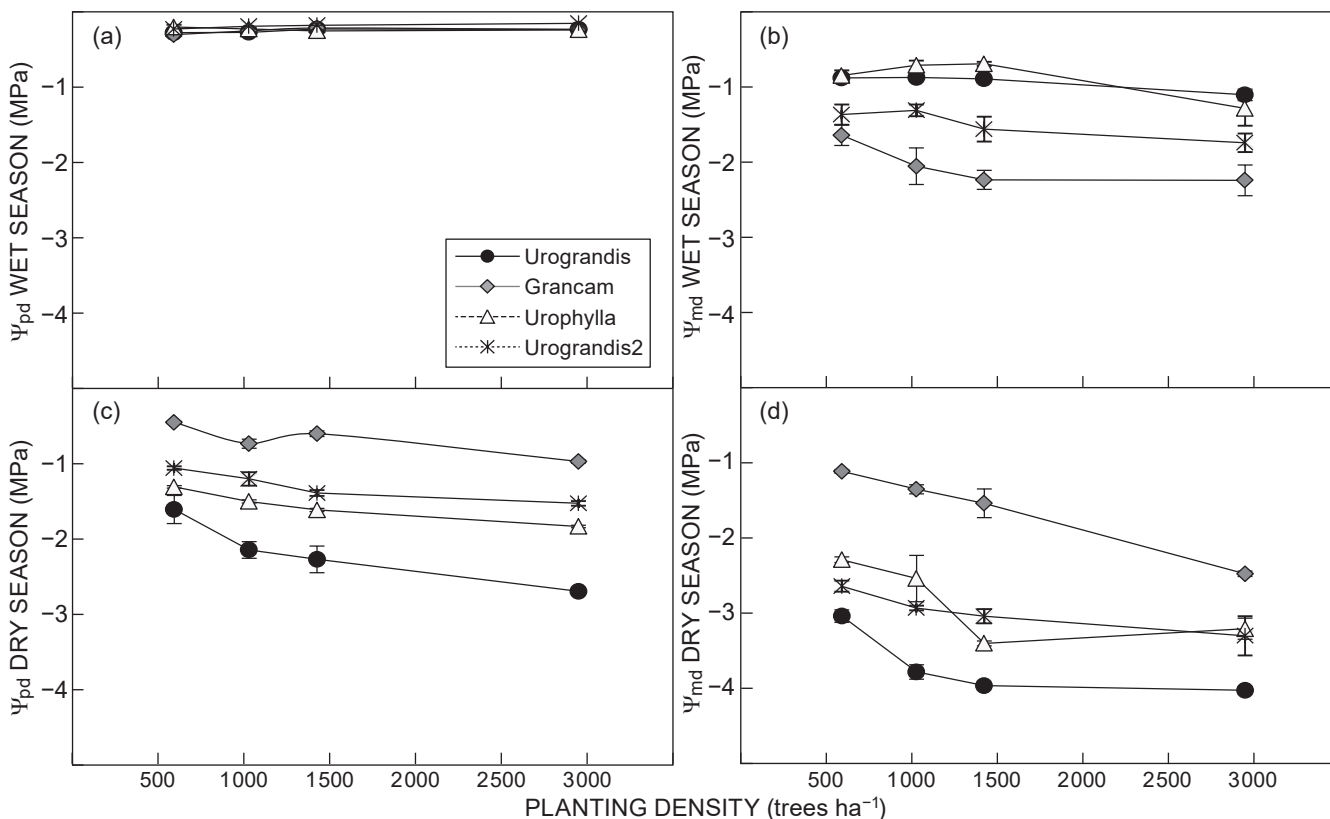 (a)
Ψpd WET SEASON (MPa)
−1
−2
−3
−4
Urograndis
Grancam
Urophylla
Urograndis2
(b)
Ψmd WET SEASON (MPa)
−1
−2
−3
−4
(c)
Ψpd DRY SEASON (MPa)
−1
−2
−3
−4
500 1000 1500 2000 2500 3000
(d)
Ψmd DRY SEASON (MPa)
−1
−2
−3
−4
500 1000 1500 2000 2500 3000
PLANTING DENSITY (trees ha⁻¹)